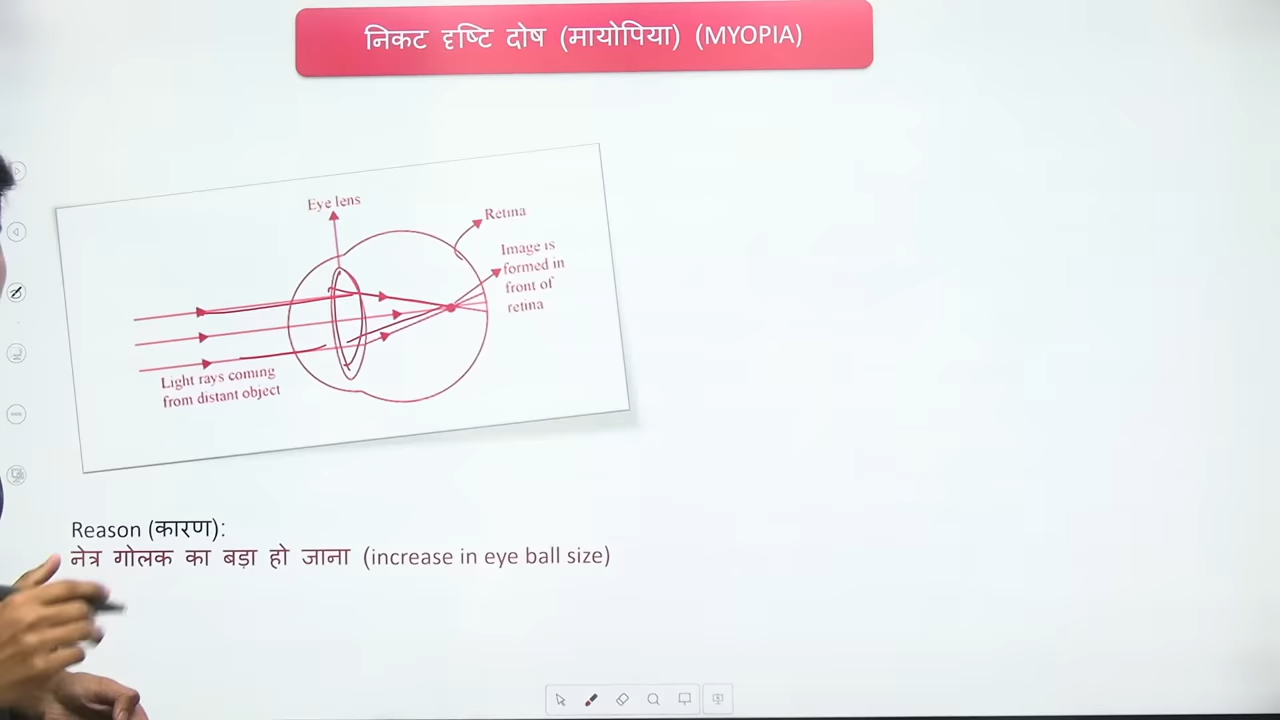 निकट दृष्टि दोष (मायोपिया) (MYOPIA)
Eye lens
Retina
Image is
formed in
front of
retina
Light rays coming
from distant object
Reason (कारण):
नेत्र गोलक का बड़ा हो जाना (increase in eye ball size)